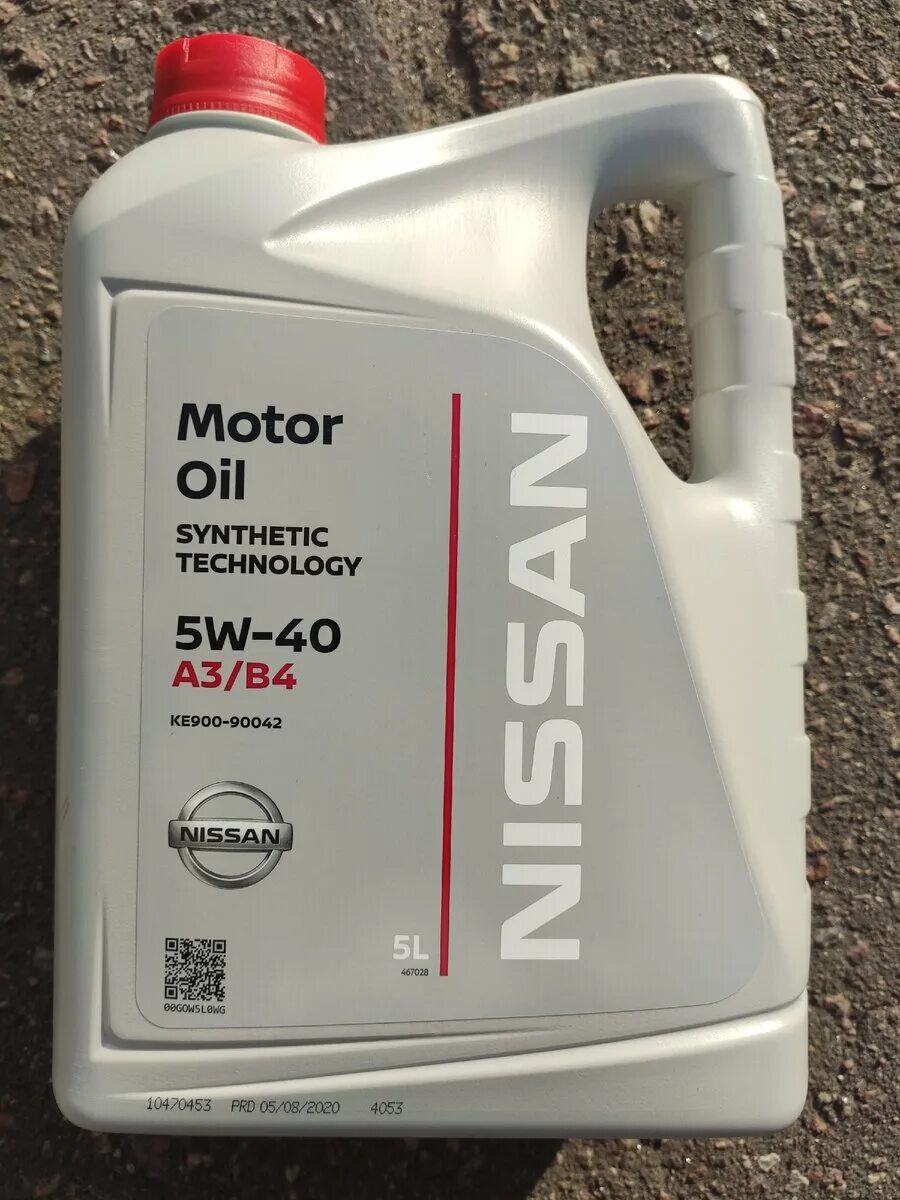 Motor
Oil
SYNTHETIC
TECHNOLOGY
5W-40
A3/B4
KE900-90042
NISSAN
NISSAN
5L
467028
00GOW5L0WG
10470453 PRD 05/08/2020 4053